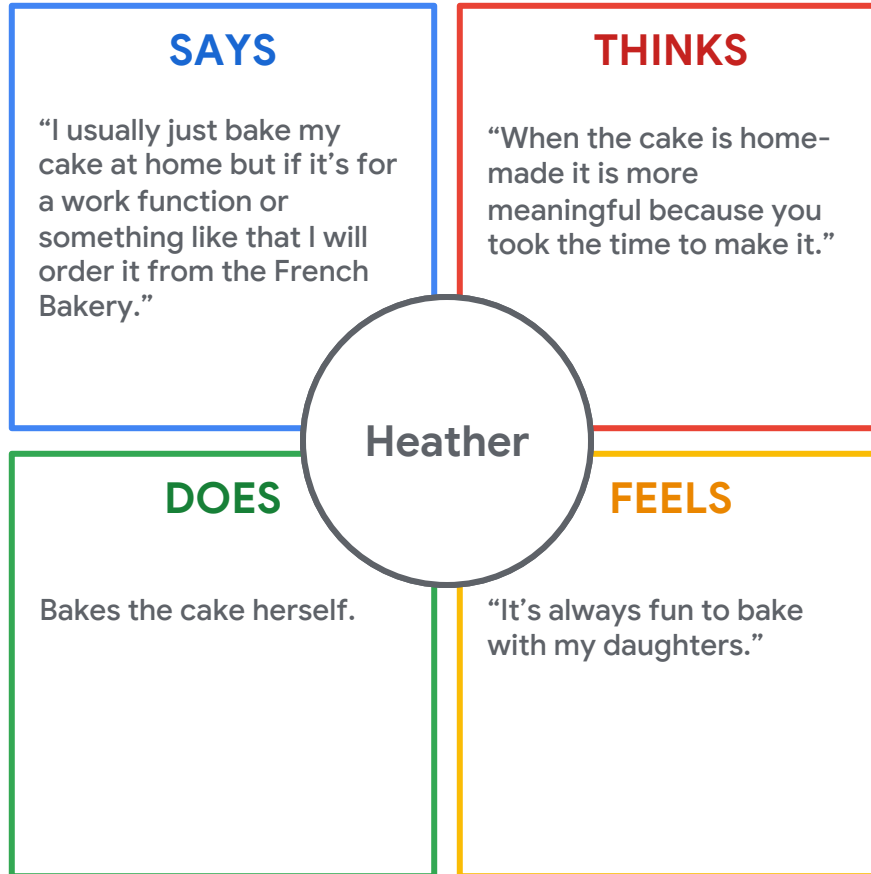 SAYS
“I usually just bake my
cake at home but if it’s for
a work function or
something like that I will
order it from the French
Bakery.”
THINKS
“When the cake is home-
made it is more
meaningful because you
took the time to make it.”
Heather
DOES
Bakes the cake herself.
FEELS
“It’s always fun to bake
with my daughters.”